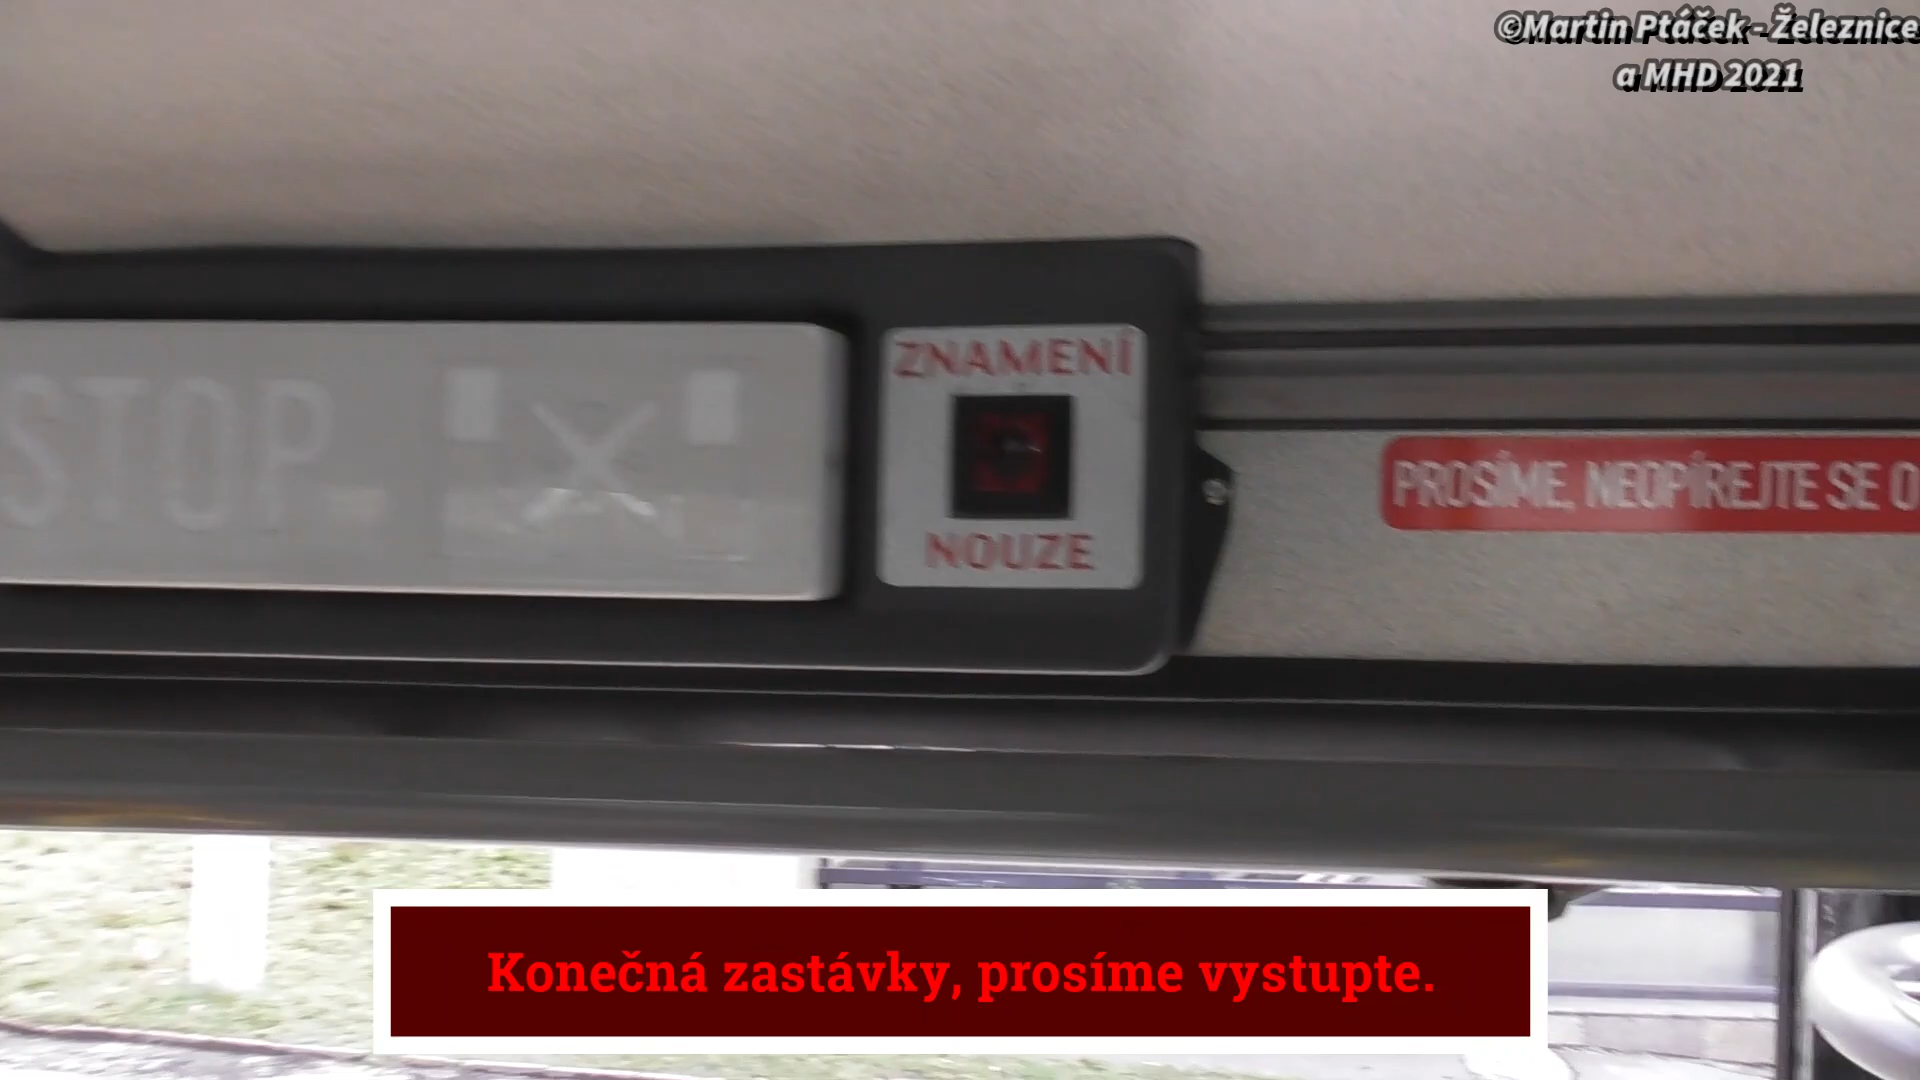 ©Martin Ptáček - Železnice
a MHD 2021
STOP
ZNAMENÍ
NOUZE
PROSÍME, NEOPÍREJTE SE O
Konečná zastávky, prosíme vystupte.